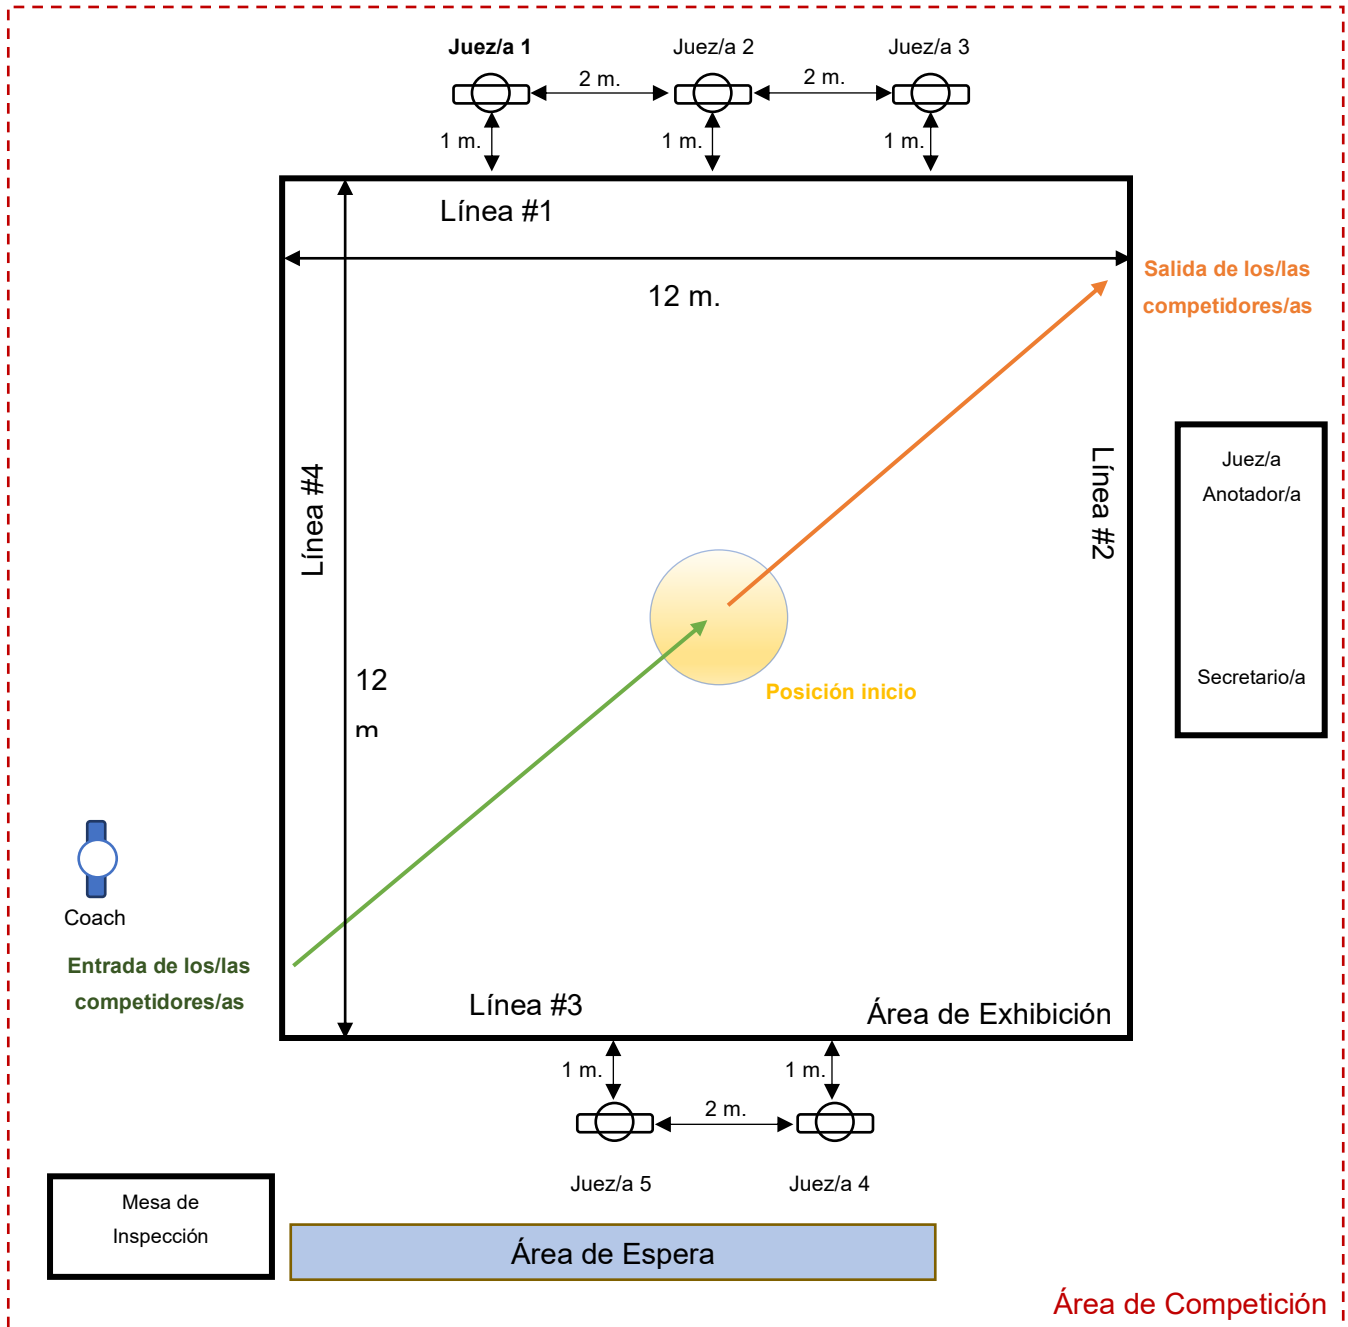 Juez/a 1
Juez/a 2
Juez/a 3
2 m.
2 m.
1 m.
1 m.
1 m.
Línea #1
12 m.
Salida de los/las
competidores/as
Línea #4
Línea #2
Juez/a
Anotador/a
Secretario/a
12
m
Posición inicio
Coach
Entrada de los/las
competidores/as
Línea #3
Área de Exhibición
1 m.
1 m.
2 m.
Juez/a 5
Juez/a 4
Mesa de
Inspección
Área de Espera
Área de Competición